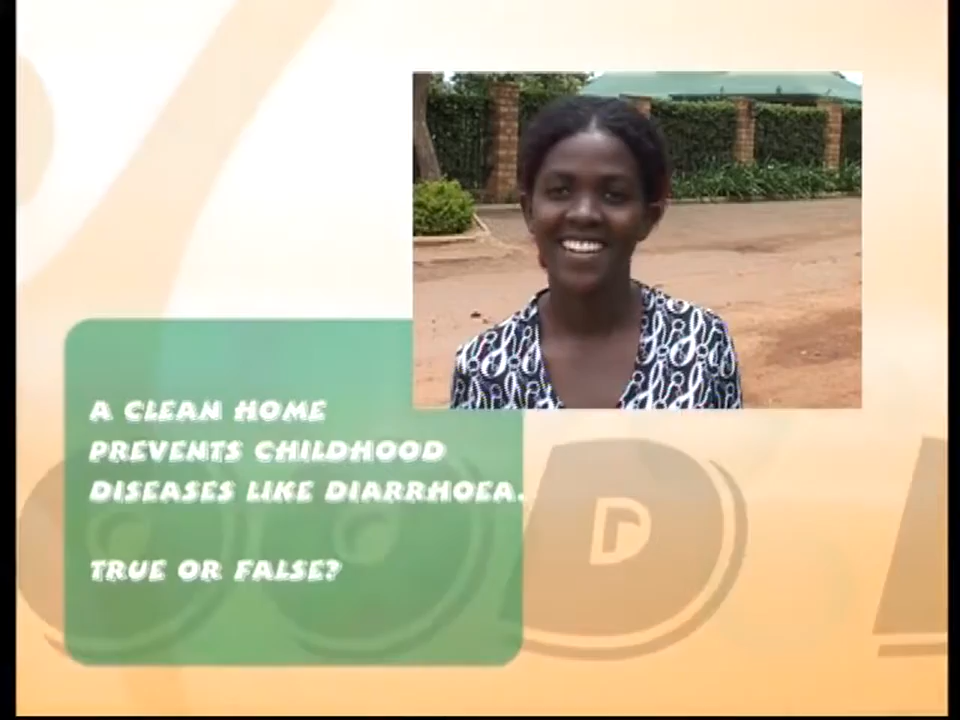 A CLEAN HOME
PREVENTS CHILDHOOD
DISEASES LIKE DIARRHOEA.
TRUE OR FALSE?